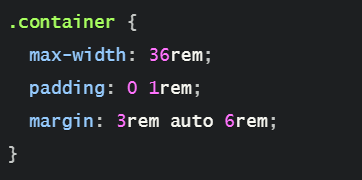 .container {
  max-width: 36rem;
  padding: 0 1rem;
  margin: 3rem auto 6rem;
}